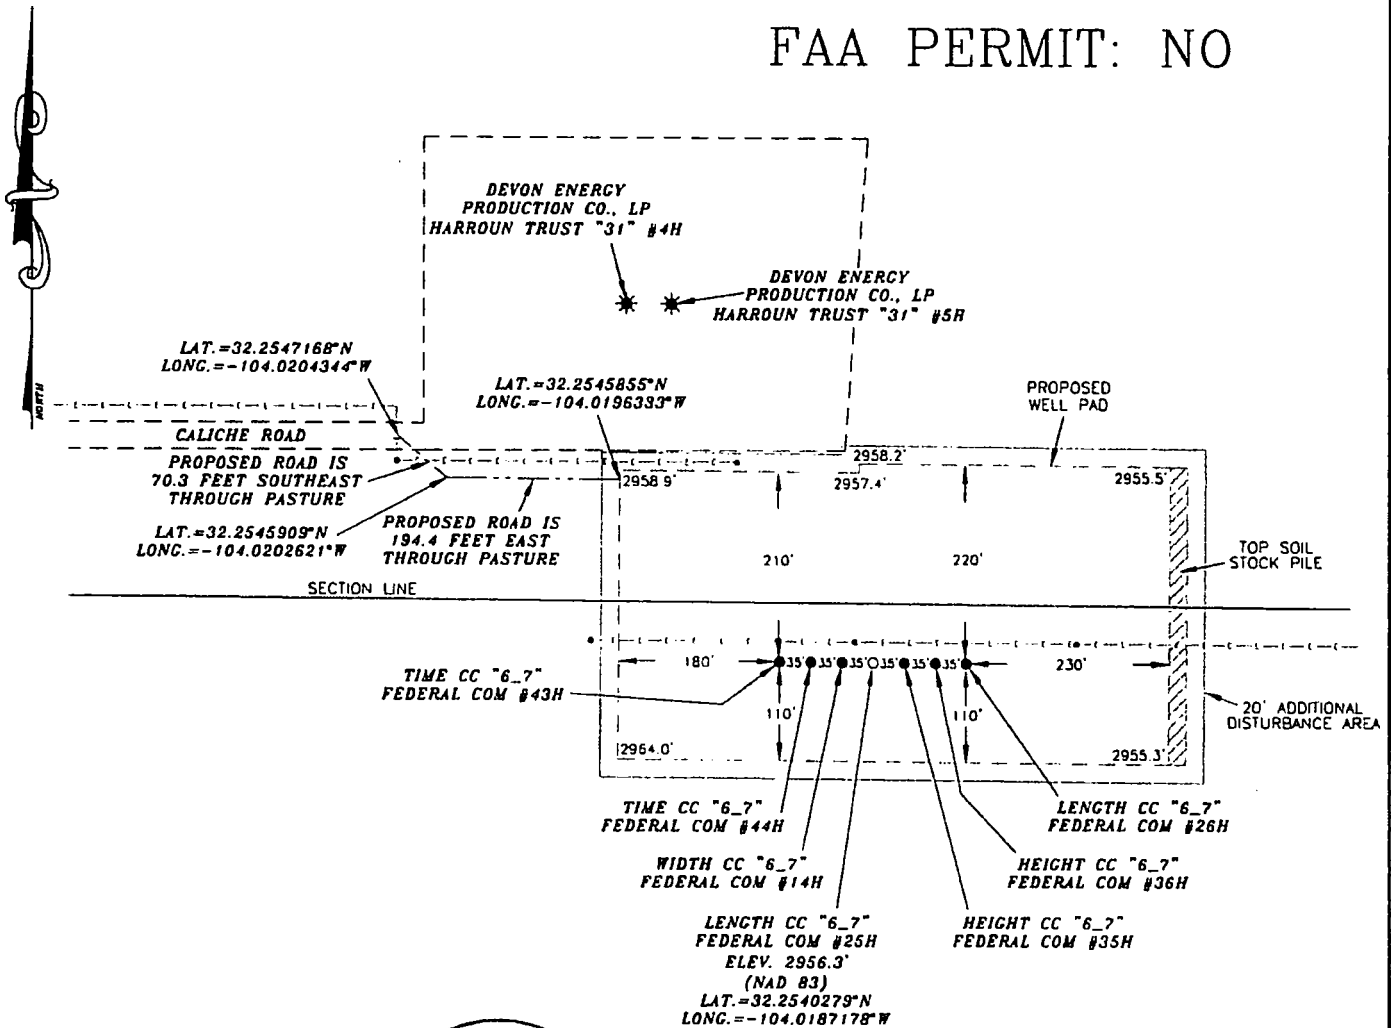 FAA PERMIT: NO
DEVON ENERGY
PRODUCTION CO., LP
HARROUN TRUST "31" #4H
DEVON ENERGY
PRODUCTION CO., LP
HARROUN TRUST "31" #5H
LAT.=32.2547168°N
LONG.=-104.0204344°W
LAT.=32.2545855°N
LONG.=-104.0196333°W
PROPOSED
WELL PAD
NORTH
CALICHE ROAD
PROPOSED ROAD IS
70.3 FEET SOUTHEAST
THROUGH PASTURE
2958.2'
2958.9'
2957.4'
2955.5'
LAT.=32.2545909°N
LONG.=-104.0202621°W
PROPOSED ROAD IS
194.4 FEET EAST
THROUGH PASTURE
210'
220'
TOP SOIL
STOCK PILE
SECTION LINE
180'
35'
35'
35'
35'
35'
35'
230'
TIME CC "6_7"
FEDERAL COM #43H
110'
110'
20' ADDITIONAL
DISTURBANCE AREA
2964.0'
2955.3'
TIME CC "6_7"
FEDERAL COM #44H
LENGTH CC "6_7"
FEDERAL COM #26H
WIDTH CC "6_7"
FEDERAL COM #14H
HEIGHT CC "6_7"
FEDERAL COM #36H
LENGTH CC "6_7"
FEDERAL COM #25H
ELEV. 2956.3'
(NAD 83)
LAT.=32.2540279°N
LONG.=-104.0187178°W
HEIGHT CC "6_7"
FEDERAL COM #35H